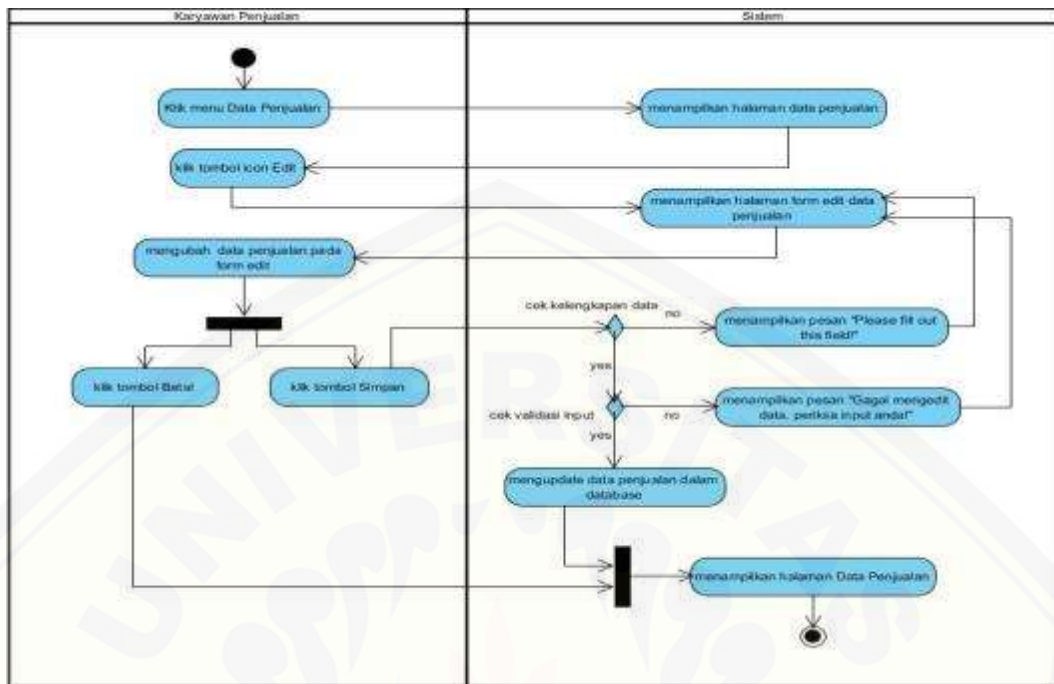 Karyawan Penjualan
Sistem
Klik menu Data Penjualan
menampilkan halaman data penjualan
klik tombol icon Edit
menampilkan halaman form edit data
penjualan
mengubah data penjualan pada
form edit
cek kelengkapan data
no
menampilkan pesan "Please fill out
this field!"
yes
klik tombol Batal
klik tombol Simpan
menampilkan pesan "Gagal mengedit
data, periksa input anda!"
cek validasi input
no
yes
mengupdate data penjualan dalam
database
menampilkan halaman Data Penjualan
UNIVERSITAS